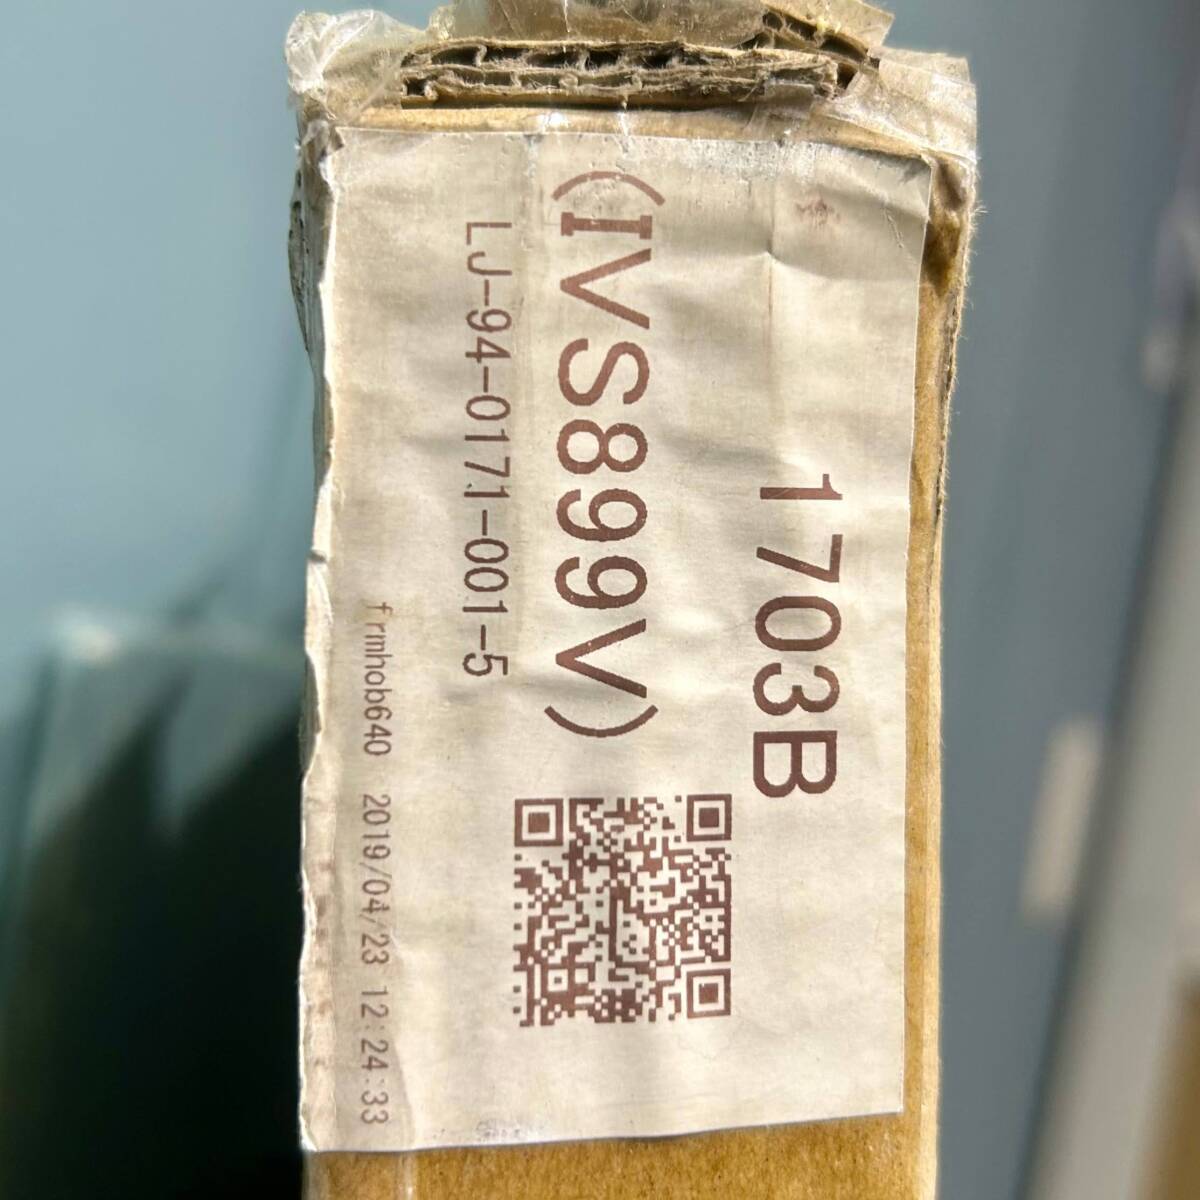 1703B
(IVS899V)
LJ-94-0171-001-5
frmhob640 2019/04/23 12:24:33